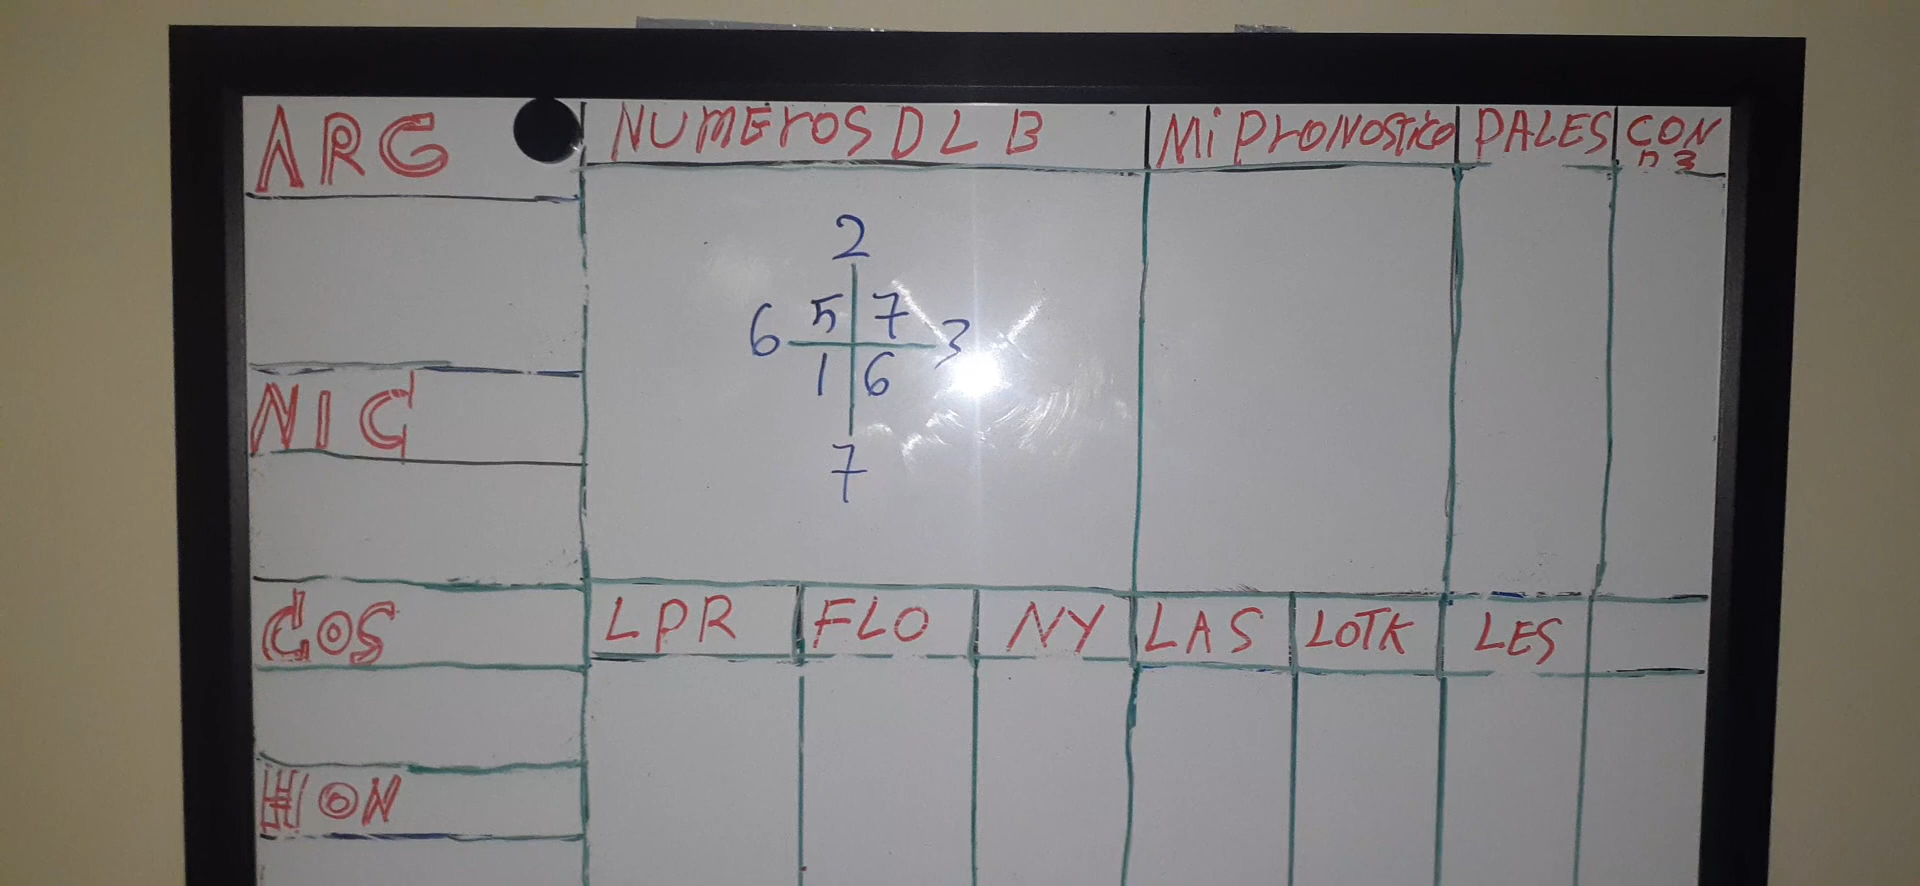 ARG
NUMEROS D L B
Mi PrONOStico
PALES
CON
n 3
2
5 7
6 3
1 6
7
NIC
COS
LPR
FLO
NY
LAS
LOTK
LES
HON